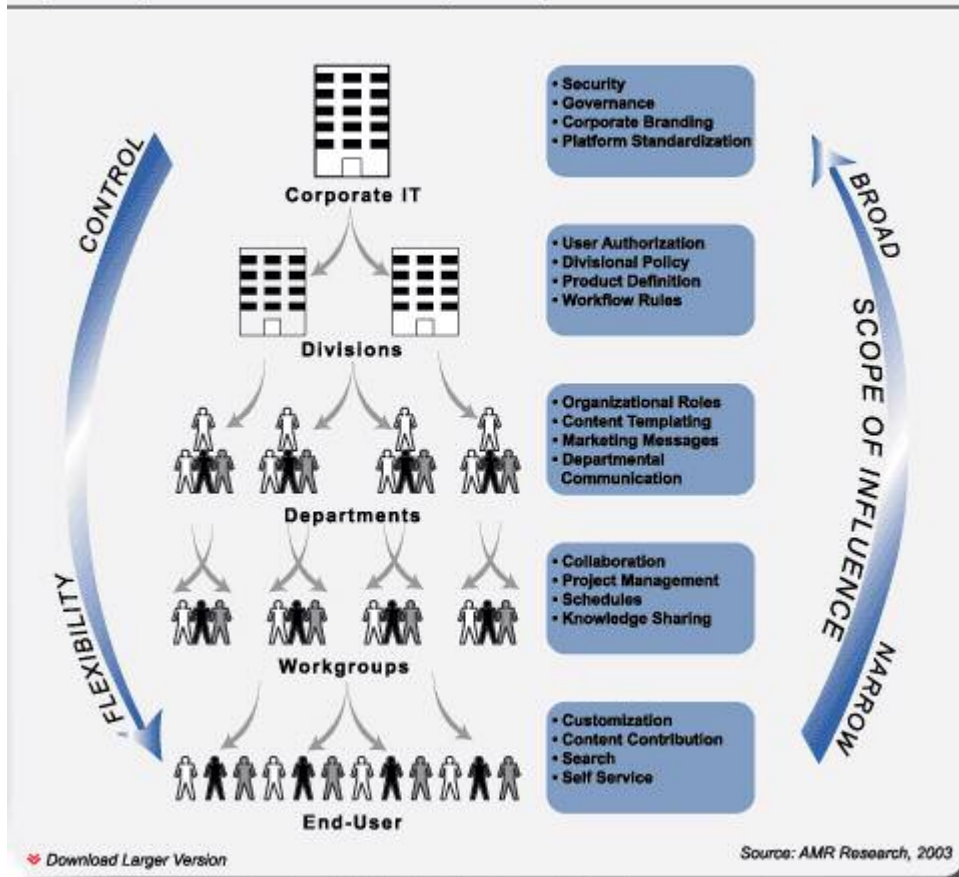 • Security
• Governance
• Corporate Branding
• Platform Standardization
Corporate IT
CONTROL
BROAD
• User Authorization
• Divisional Policy
• Product Definition
• Workflow Rules
Divisions
SCOPE OF INFLUENCE
• Organizational Roles
• Content Templating
• Marketing Messages
• Departmental
Communication
Departments
• Collaboration
• Project Management
• Schedules
• Knowledge Sharing
Workgroups
FLEXIBILITY
NARROW
• Customization
• Content Contribution
• Search
• Self Service
End-User
Download Larger Version
Source: AMR Research, 2003